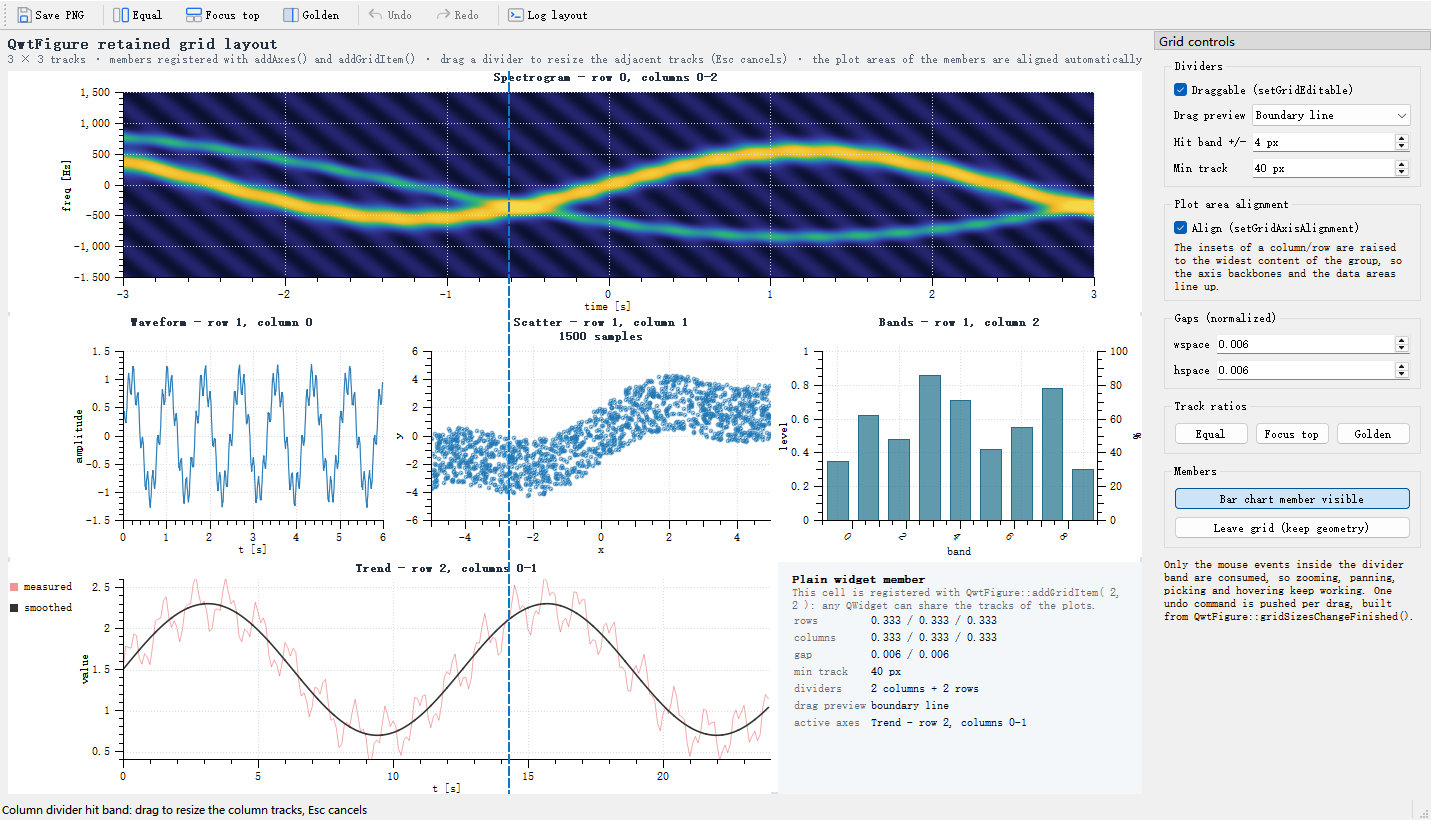 Save PNG Equal Focus top Golden Undo Redo Log layout
QwtFigure retained grid layout
3 × 3 tracks · members registered with addAxes() and addGridItem() · drag a divider to resize the adjacent tracks (Esc cancels) · the plot areas of the members are aligned automatically
Spectrogram - row 0, columns 0-2
freq [Hz]
1,500
1,000
500
0
-500
-1,000
-1,500
-3 -2 -1 0 1 2 3
time [s]
Waveform - row 1, column 0
amplitude
1.5
1
0.5
0
-0.5
-1
-1.5
0 1 2 3 4 5 6
t [s]
Scatter - row 1, column 1
1500 samples
y
6
4
2
0
-2
-4
-6
-4 -2 0 2 4
x
Bands - row 1, column 2
level
1
0.8
0.6
0.4
0.2
0
100
80
60
40
20
0
%
0 2 4 6 8
band
Trend - row 2, columns 0-1
measured
smoothed
value
2.5
2
1.5
1
0.5
0 5 10 15 20
t [s]
Plain widget member
This cell is registered with QwtFigure::addGridItem( 2,
2 ): any QWidget can share the tracks of the plots.
rows 0.333 / 0.333 / 0.333
columns 0.333 / 0.333 / 0.333
gap 0.006 / 0.006
min track 40 px
dividers 2 columns + 2 rows
drag preview boundary line
active axes Trend - row 2, columns 0-1
Grid controls
Dividers
Draggable (setGridEditable)
Drag preview Boundary line
Hit band +/- 4 px
Min track 40 px
Plot area alignment
Align (setGridAxisAlignment)
The insets of a column/row are raised
to the widest content of the group, so
the axis backbones and the data areas
line up.
Gaps (normalized)
wspace 0.006
hspace 0.006
Track ratios
Equal Focus top Golden
Members
Bar chart member visible
Leave grid (keep geometry)
Only the mouse events inside the divider
band are consumed, so zooming, panning,
picking and hovering keep working. One
undo command is pushed per drag, built
from QwtFigure::gridSizesChangeFinished().
Column divider hit band: drag to resize the column tracks, Esc cancels